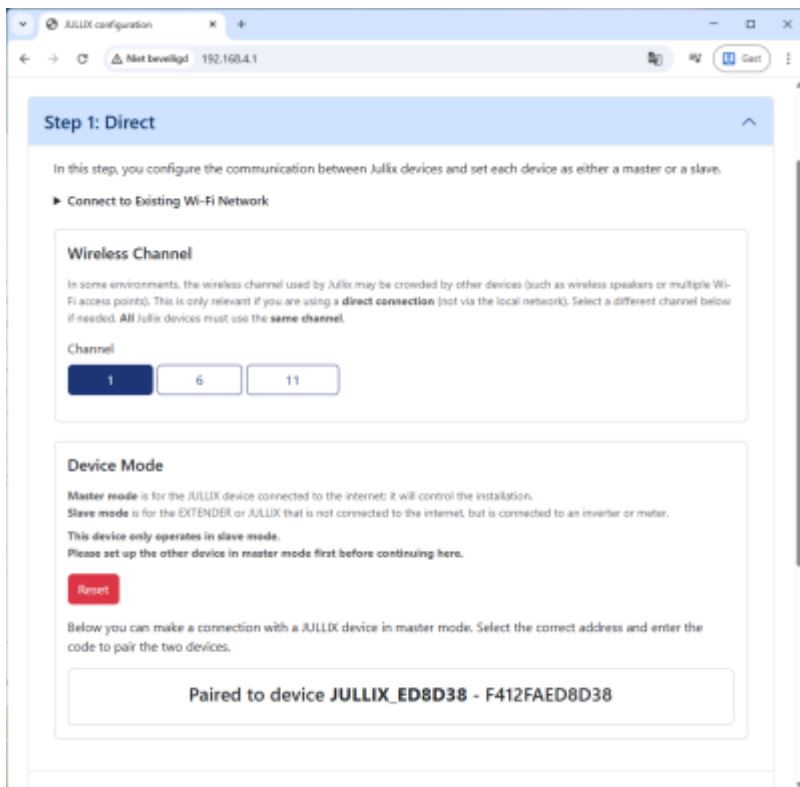 JULLIX configuration
Niet beveiligd 192.168.4.1
Gast
Step 1: Direct
In this step, you configure the communication between Jullix devices and set each device as either a master or a slave.
Connect to Existing Wi-Fi Network
Wireless Channel
In some environments, the wireless channel used by Jullix may be crowded by other devices (such as wireless speakers or multiple Wi-
Fi access points). This is only relevant if you are using a direct connection (not via the local network). Select a different channel below
if needed. All Jullix devices must use the same channel.
Channel
1 6 11
Device Mode
Master mode is for the JULLIX device connected to the internet; it will control the installation.
Slave mode is for the EXTENDER or JULLIX that is not connected to the internet, but is connected to an inverter or meter.
This device only operates in slave mode.
Please set up the other device in master mode first before continuing here.
Reset
Below you can make a connection with a JULLIX device in master mode. Select the correct address and enter the
code to pair the two devices.
Paired to device JULLIX_ED8D38 - F412FAED8D38